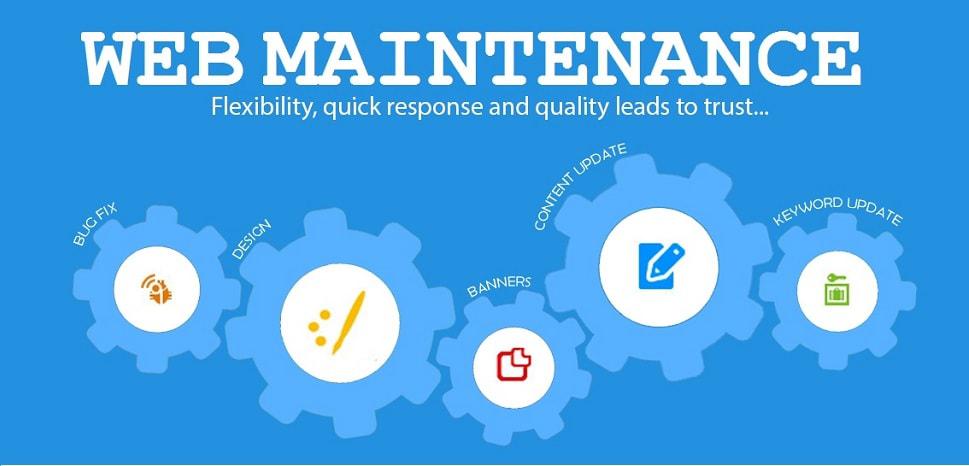 WEB MAINTENANCE
Flexibility, quick response and quality leads to trust...
BUG FIX
DESIGN
BANNERS
CONTENT UPDATE
KEYWORD UPDATE